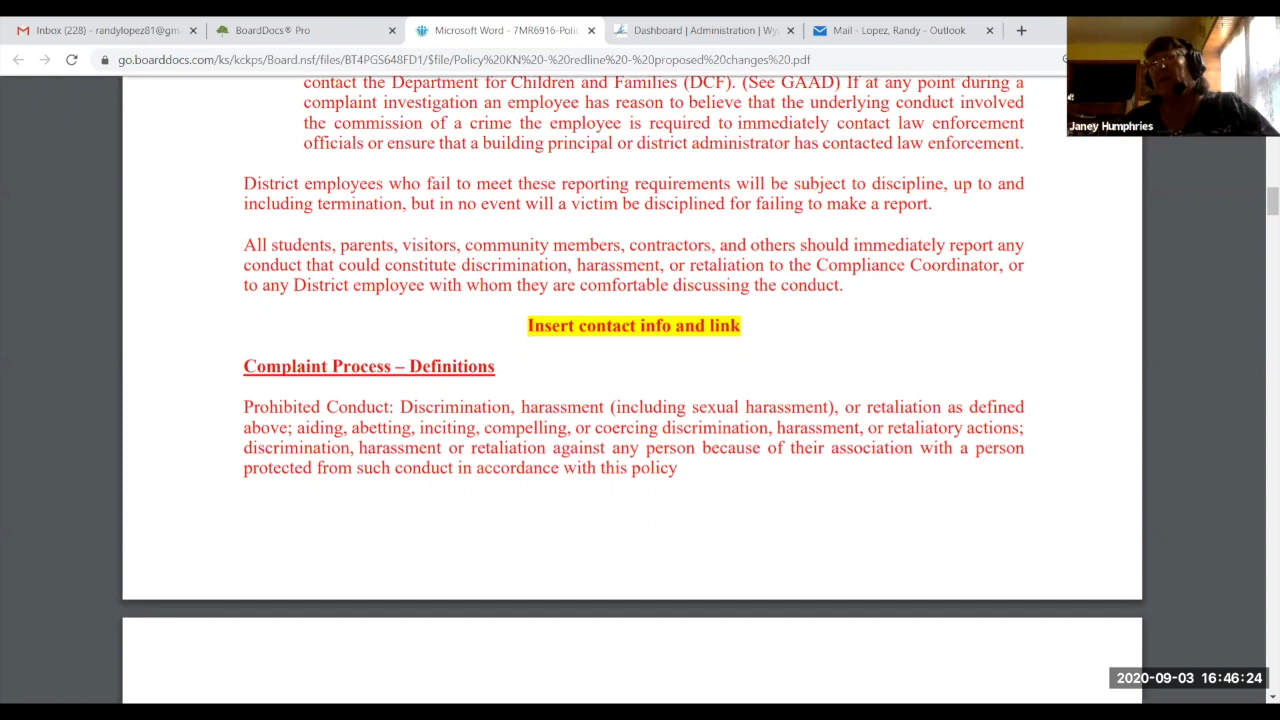 Inbox (228) - randylopez81@gm
BoardDocs® Pro
Microsoft Word - 7MR6916-Polic
Dashboard | Administration | Wy
Mail - Lopez, Randy - Outlook
go.boarddocs.com/ks/kckps/Board.nsf/files/BT4PGS648FD1/$file/Policy%20KN%20-%20redline%20-%20proposed%20changes%20.pdf
contact the Department for Children and Families (DCF). (See GAAD) If at any point during a
complaint investigation an employee has reason to believe that the underlying conduct involved
the commission of a crime the employee is required to immediately contact law enforcement
officials or ensure that a building principal or district administrator has contacted law enforcement.
District employees who fail to meet these reporting requirements will be subject to discipline, up to and
including termination, but in no event will a victim be disciplined for failing to make a report.
All students, parents, visitors, community members, contractors, and others should immediately report any
conduct that could constitute discrimination, harassment, or retaliation to the Compliance Coordinator, or
to any District employee with whom they are comfortable discussing the conduct.
Insert contact info and link
Complaint Process – Definitions
Prohibited Conduct: Discrimination, harassment (including sexual harassment), or retaliation as defined
above; aiding, abetting, inciting, compelling, or coercing discrimination, harassment, or retaliatory actions;
discrimination, harassment or retaliation against any person because of their association with a person
protected from such conduct in accordance with this policy
Janey Humphries
2020-09-03 16:46:24